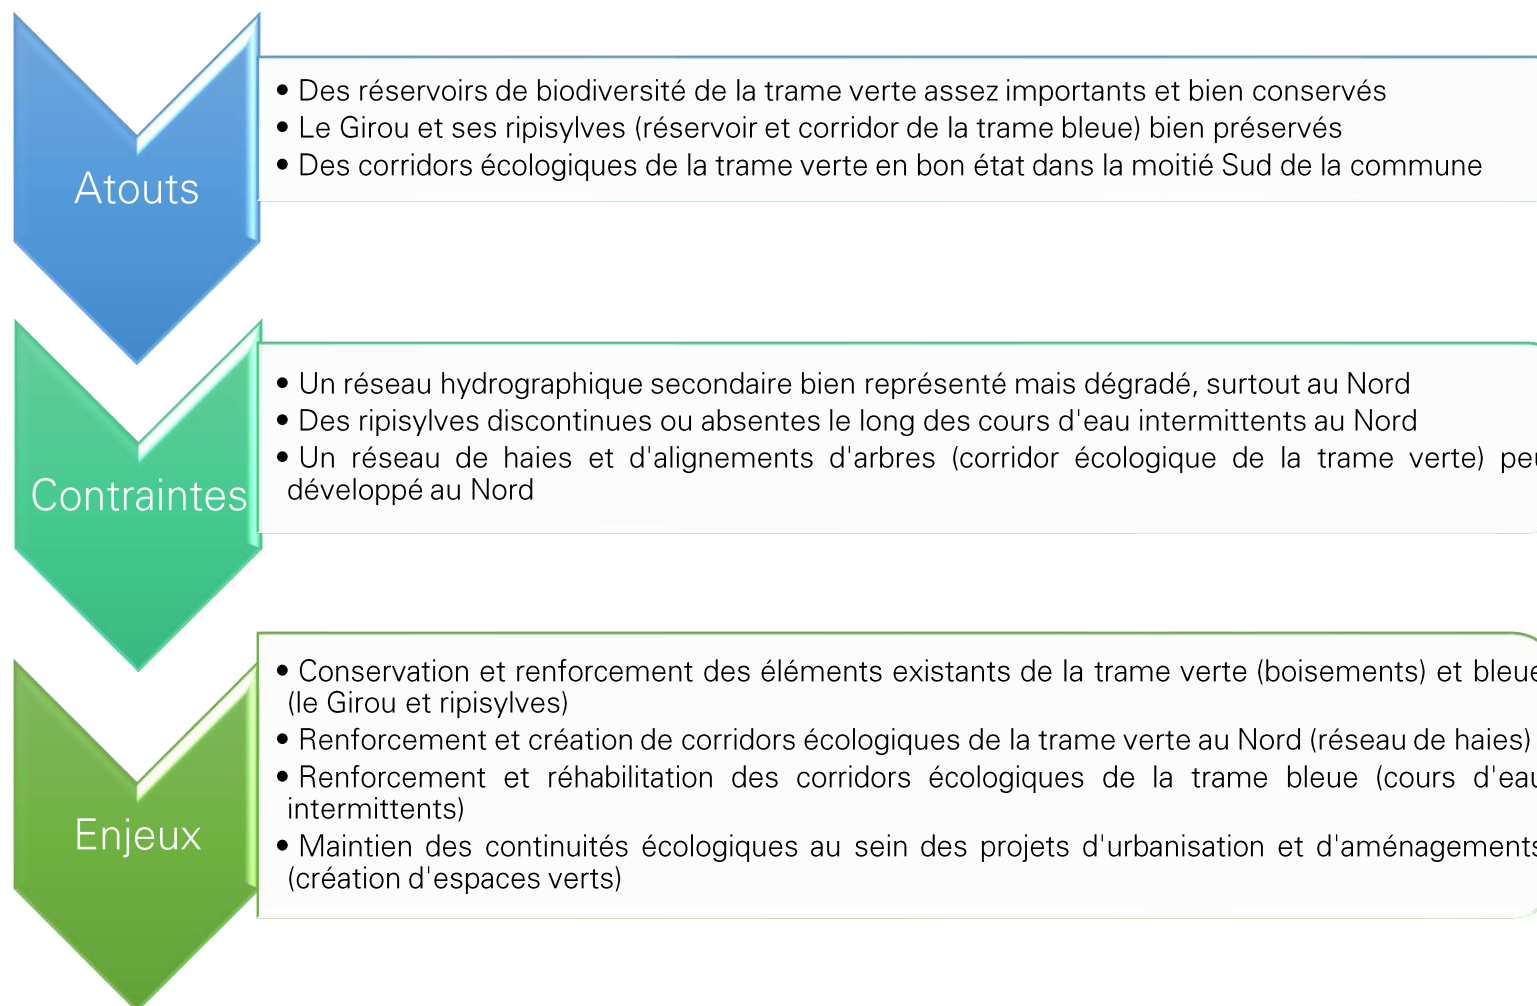 Atouts
• Des réservoirs de biodiversité de la trame verte assez importants et bien conservés
• Le Girou et ses ripisylves (réservoir et corridor de la trame bleue) bien préservés
• Des corridors écologiques de la trame verte en bon état dans la moitié Sud de la commune
Contraintes
• Un réseau hydrographique secondaire bien représenté mais dégradé, surtout au Nord
• Des ripisylves discontinues ou absentes le long des cours d'eau intermittents au Nord
• Un réseau de haies et d'alignements d'arbres (corridor écologique de la trame verte) peu
développé au Nord
Enjeux
• Conservation et renforcement des éléments existants de la trame verte (boisements) et bleue
(le Girou et ripisylves)
• Renforcement et création de corridors écologiques de la trame verte au Nord (réseau de haies)
• Renforcement et réhabilitation des corridors écologiques de la trame bleue (cours d'eau
intermittents)
• Maintien des continuités écologiques au sein des projets d'urbanisation et d'aménagements
(création d'espaces verts)